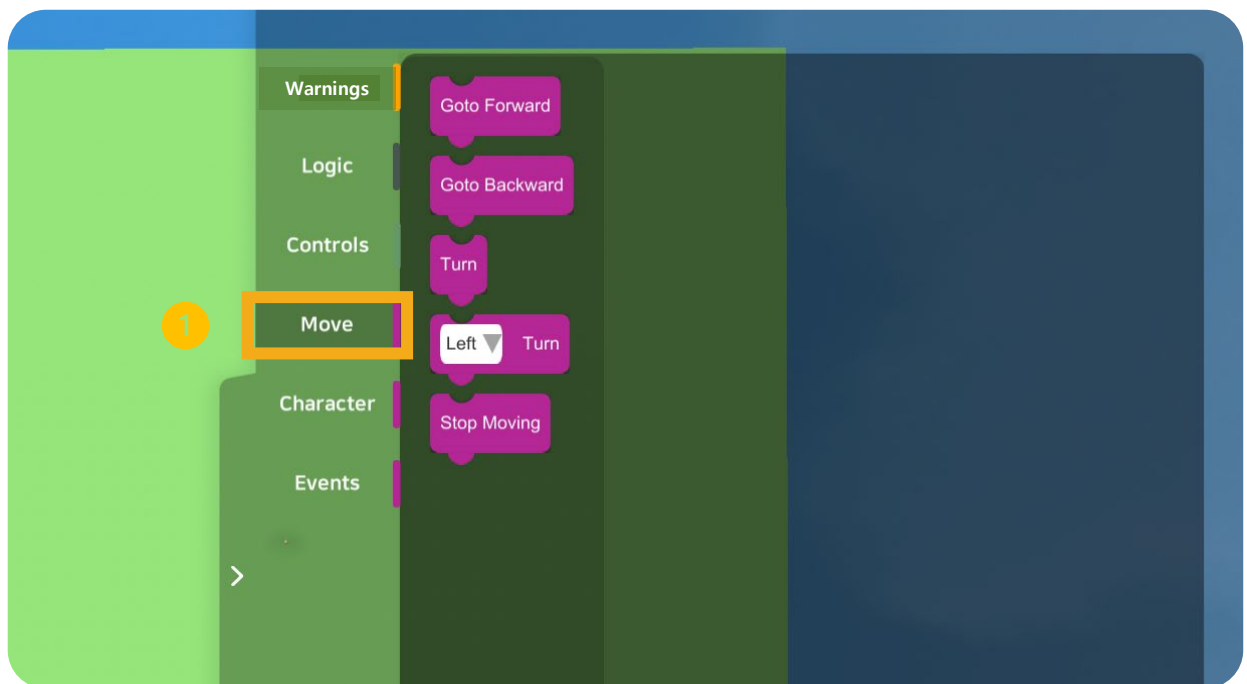 Warnings
Logic
Controls
1
Move
Character
Events
Goto Forward
Goto Backward
Turn
Left Turn
Stop Moving